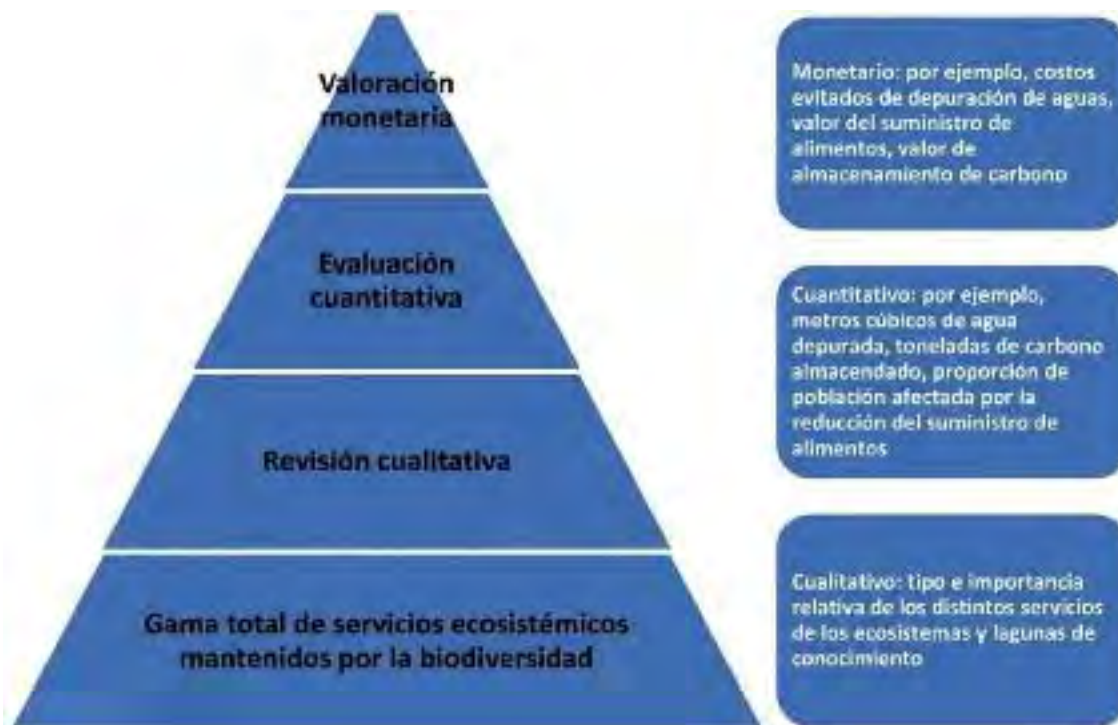 Valoración
monetaria
Evaluación
cuantitativa
Revisión cualitativa
Gama total de servicios ecosistémicos
mantenidos por la biodiversidad
Monetario: por ejemplo, costos
evitados de depuración de aguas,
valor del suministro de
alimentos, valor de
almacenamiento de carbono
Cuantitativo: por ejemplo,
metros cúbicos de agua
depurada, toneladas de carbono
almacendado, proporción de
población afectada por la
reducción del suministro de
alimentos
Cualitativo: tipo e importancia
relativa de los distintos servicios
de los ecosistemas y lagunas de
conocimiento